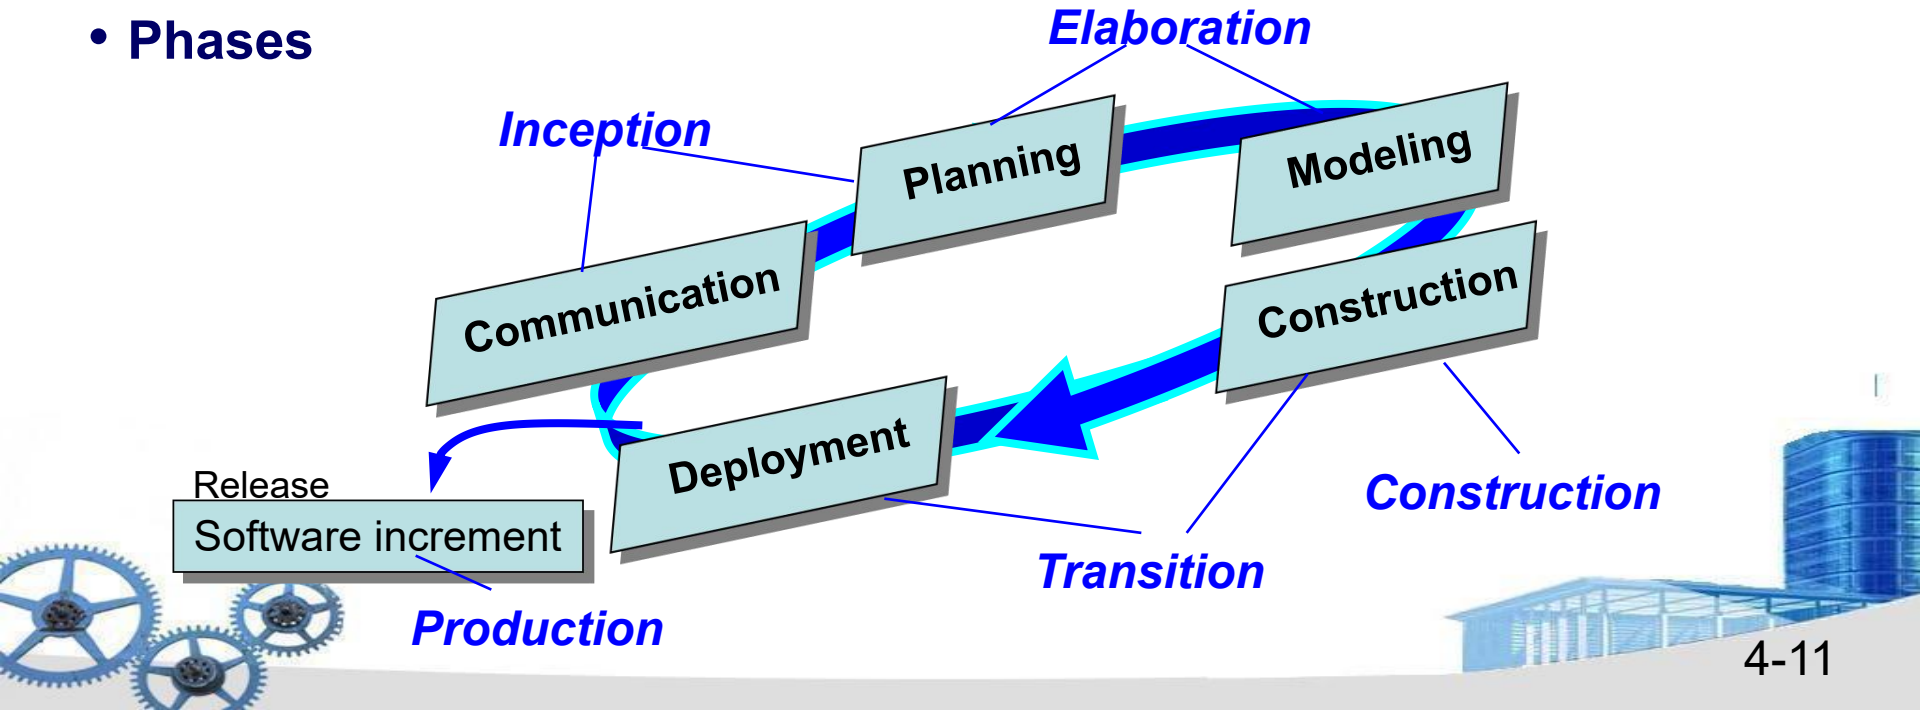 • Phases
Elaboration
Inception
Planning
Modeling
Communication
Construction
Deployment
Release
Software increment
Construction
Transition
Production
4-11